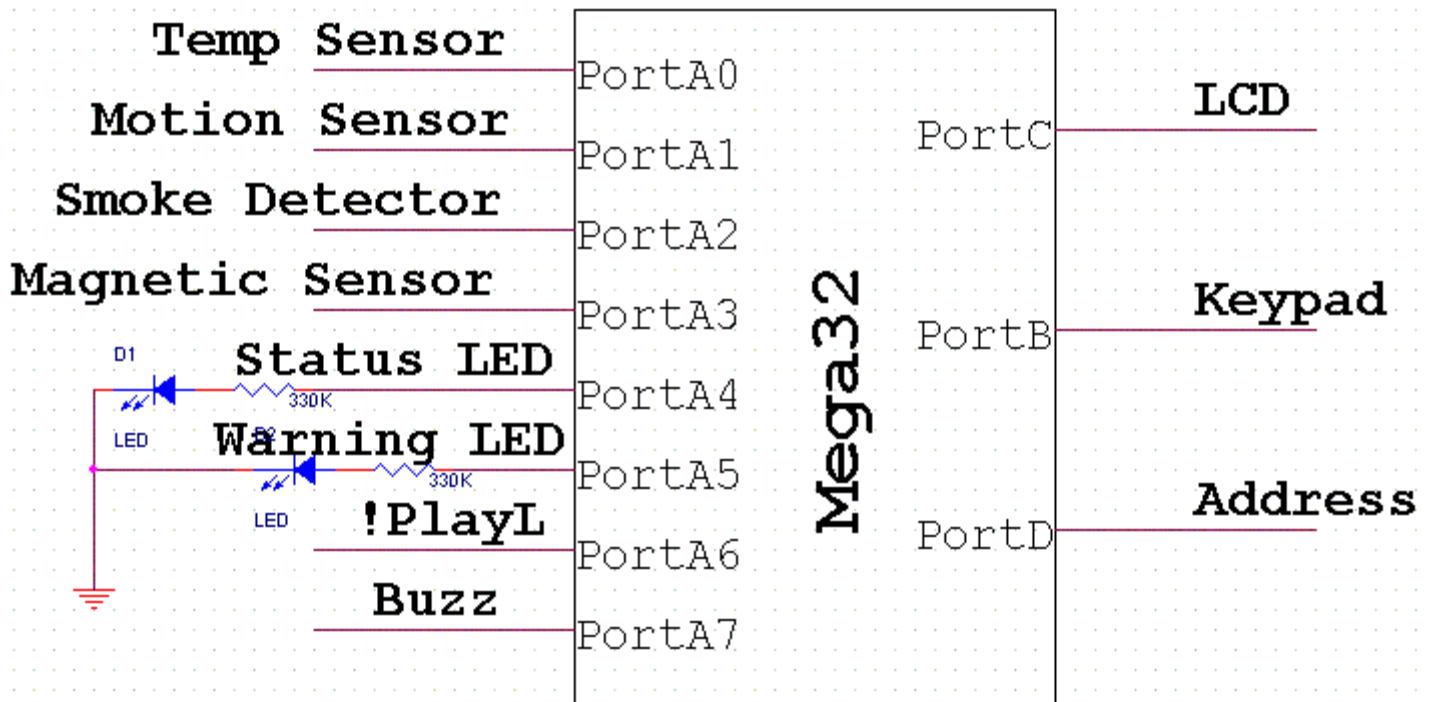 Temp Sensor
PortA0
Motion Sensor
PortA1
Smoke Detector
PortA2
Magnetic Sensor
PortA3
D1
Status LED
330K
PortA4
LED
D2
Warning LED
330K
PortA5
LED
!PlayL
PortA6
Buzz
PortA7
Mega32
LCD
PortC
Keypad
PortB
Address
PortD